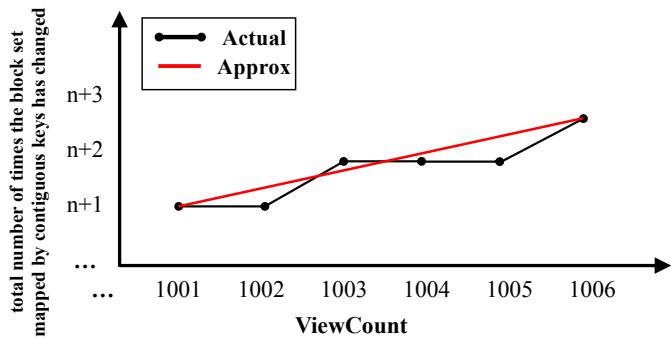 total number of times the block set
mapped by contiguous keys has changed
Actual
Approx
n+3
n+2
n+1
...
... 1001 1002 1003 1004 1005 1006
ViewCount